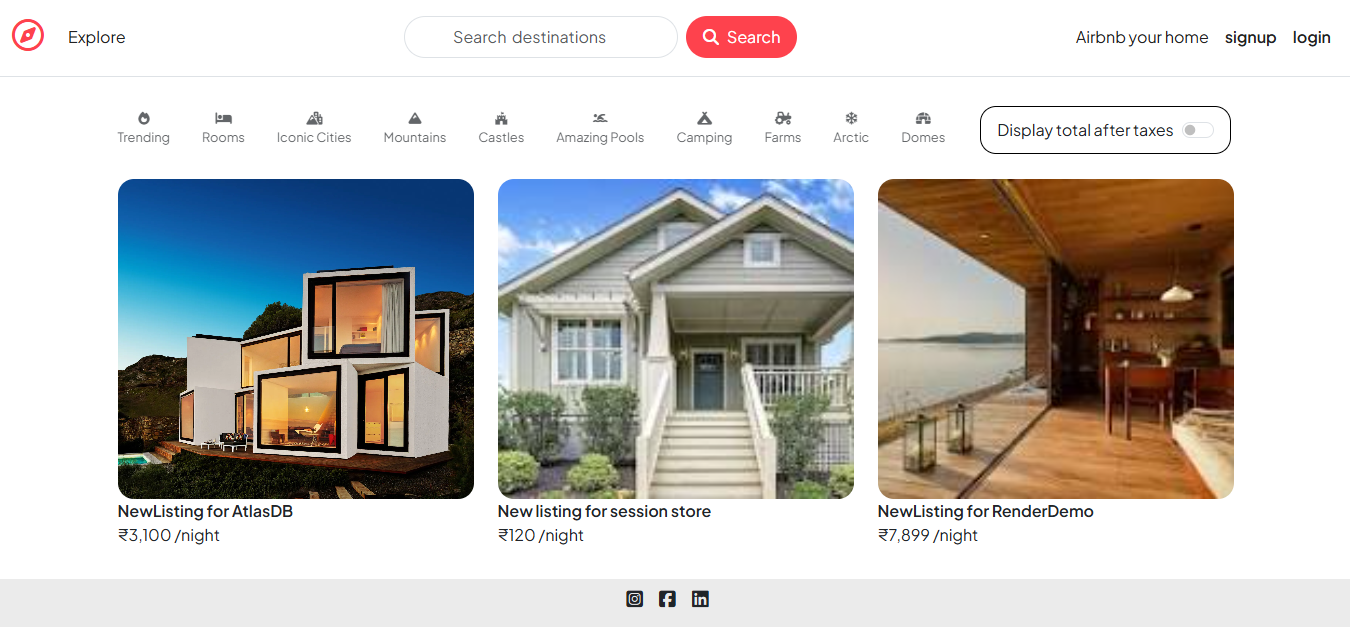 Explore
Search destinations
Search
Airbnb your home
signup
login
Trending
Rooms
Iconic Cities
Mountains
Castles
Amazing Pools
Camping
Farms
Arctic
Domes
Display total after taxes
NewListing for AtlasDB
₹3,100 /night
New listing for session store
₹120 /night
NewListing for RenderDemo
₹7,899 /night